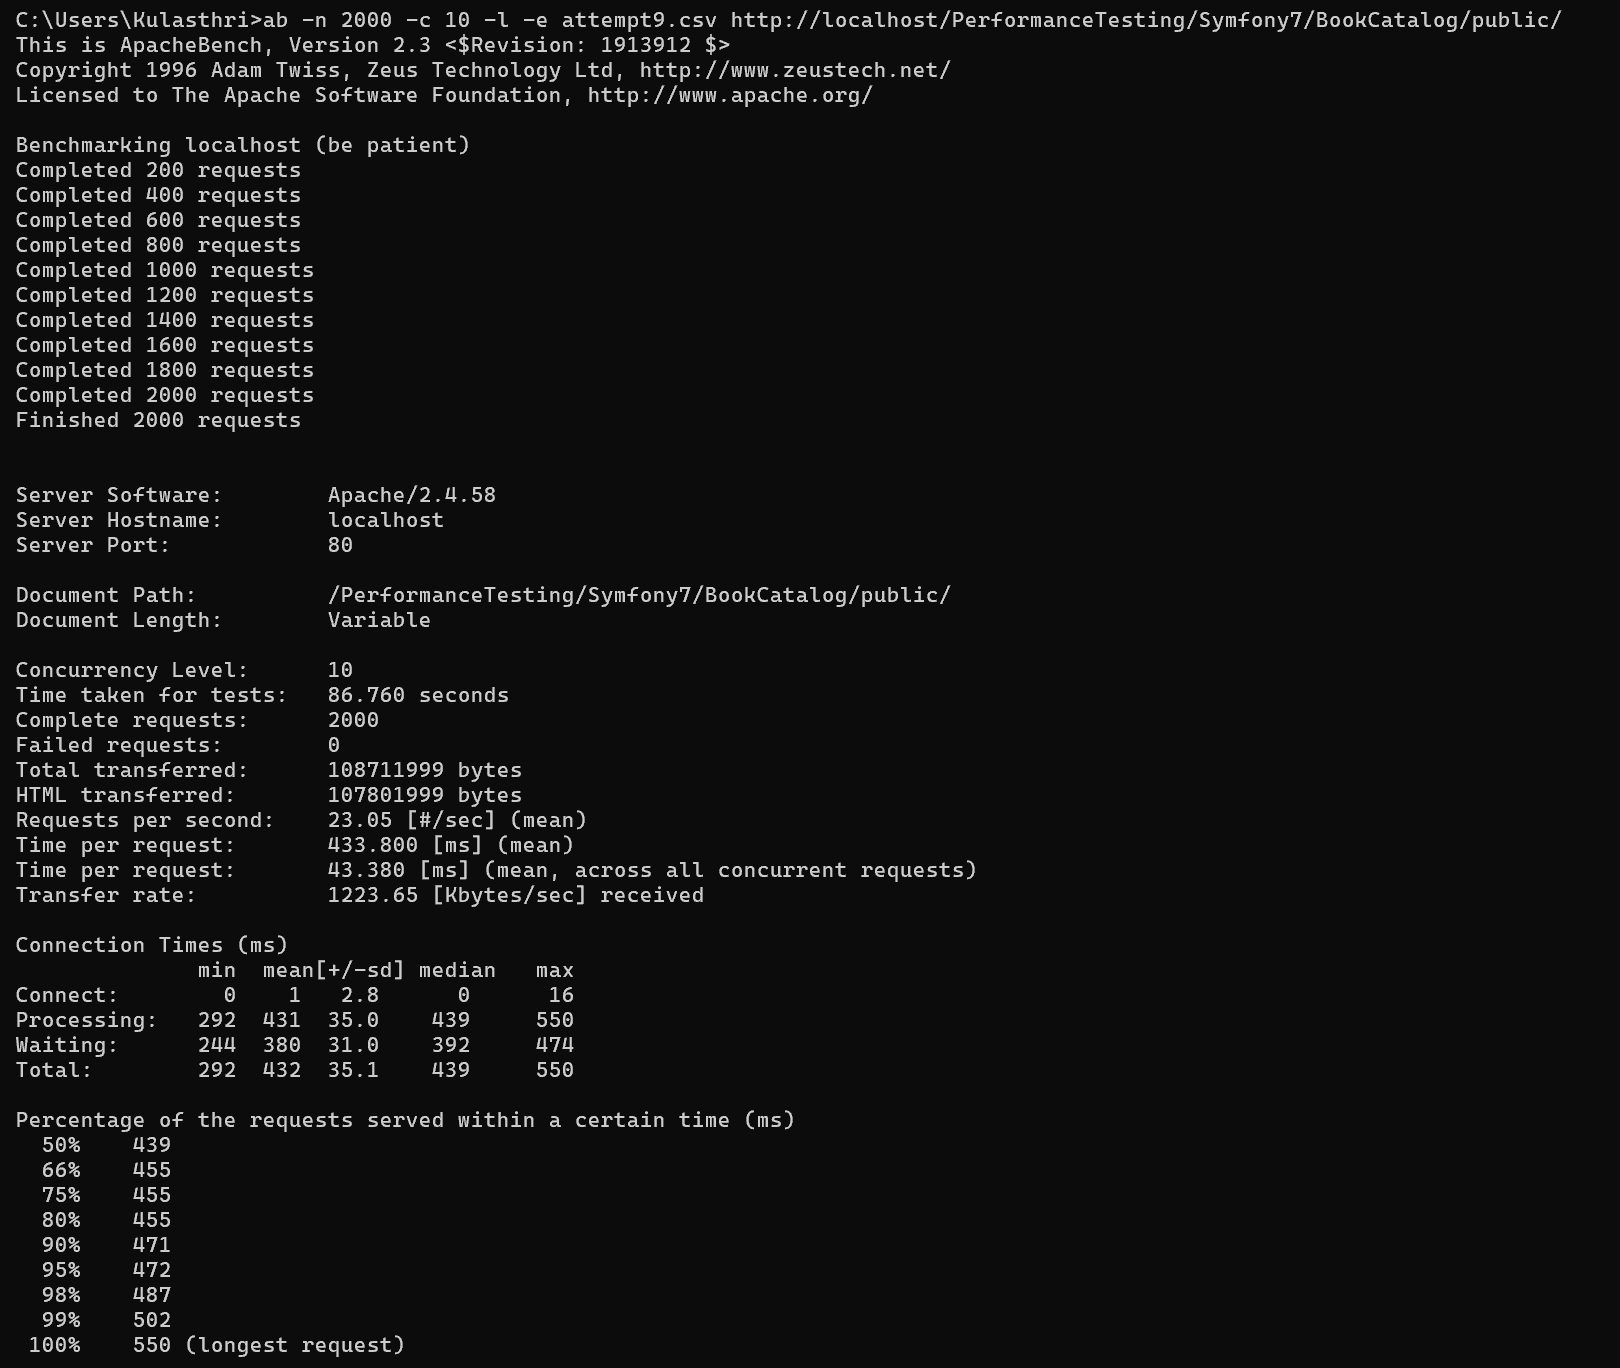 C:\Users\Kulasthri>ab -n 2000 -c 10 -l -e attempt9.csv http://localhost/PerformanceTesting/Symfony7/BookCatalog/public/
This is ApacheBench, Version 2.3 <$Revision: 1913912 $>
Copyright 1996 Adam Twiss, Zeus Technology Ltd, http://www.zeustech.net/
Licensed to The Apache Software Foundation, http://www.apache.org/

Benchmarking localhost (be patient)
Completed 200 requests
Completed 400 requests
Completed 600 requests
Completed 800 requests
Completed 1000 requests
Completed 1200 requests
Completed 1400 requests
Completed 1600 requests
Completed 1800 requests
Completed 2000 requests
Finished 2000 requests


Server Software:        Apache/2.4.58
Server Hostname:        localhost
Server Port:            80

Document Path:          /PerformanceTesting/Symfony7/BookCatalog/public/
Document Length:        Variable

Concurrency Level:      10
Time taken for tests:   86.760 seconds
Complete requests:      2000
Failed requests:        0
Total transferred:      108711999 bytes
HTML transferred:       107801999 bytes
Requests per second:    23.05 [#/sec] (mean)
Time per request:       433.800 [ms] (mean)
Time per request:       43.380 [ms] (mean, across all concurrent requests)
Transfer rate:          1223.65 [Kbytes/sec] received

Connection Times (ms)
              min  mean[+/-sd] median   max
Connect:        0    1   2.8      0      16
Processing:   292  431  35.0    439     550
Waiting:      244  380  31.0    392     474
Total:        292  432  35.1    439     550

Percentage of the requests served within a certain time (ms)
  50%    439
  66%    455
  75%    455
  80%    455
  90%    471
  95%    472
  98%    487
  99%    502
 100%    550 (longest request)